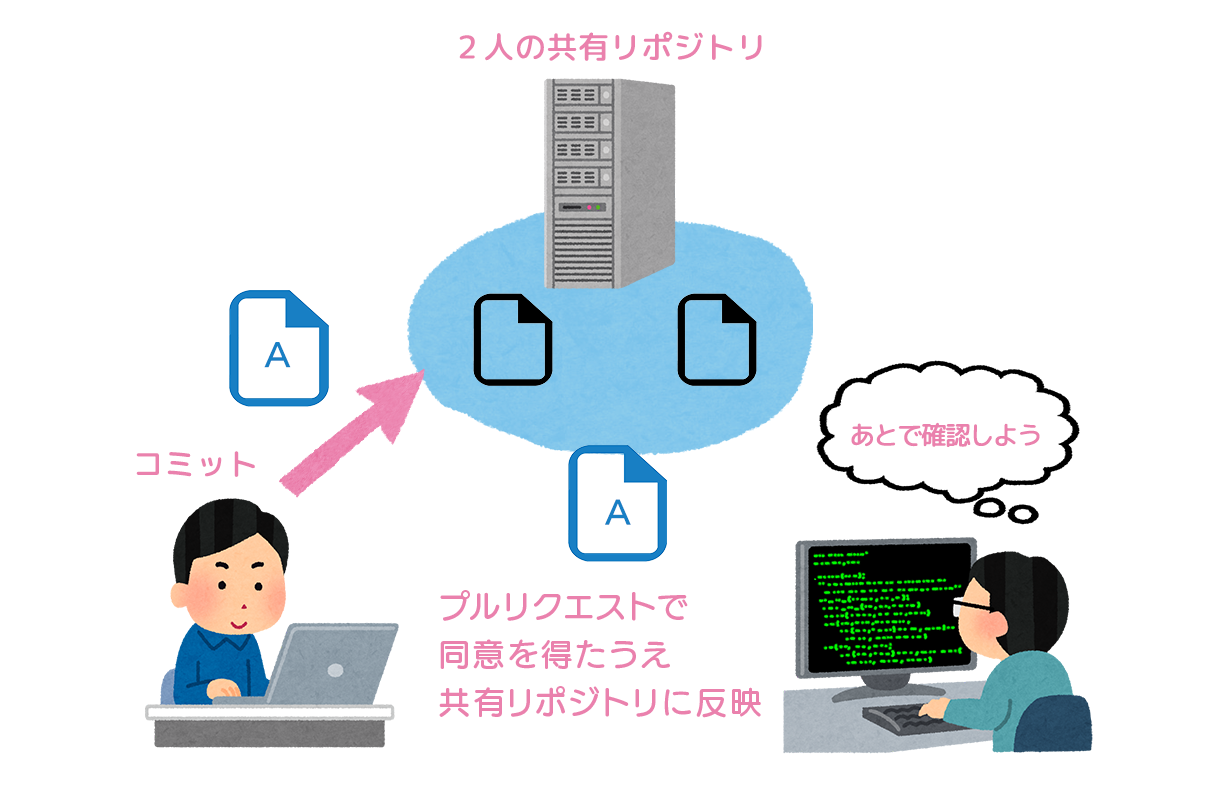 ２人の共有リポジトリ
A
コミット
あとで確認しよう
A
プルリクエストで
同意を得たうえ
共有リポジトリに反映